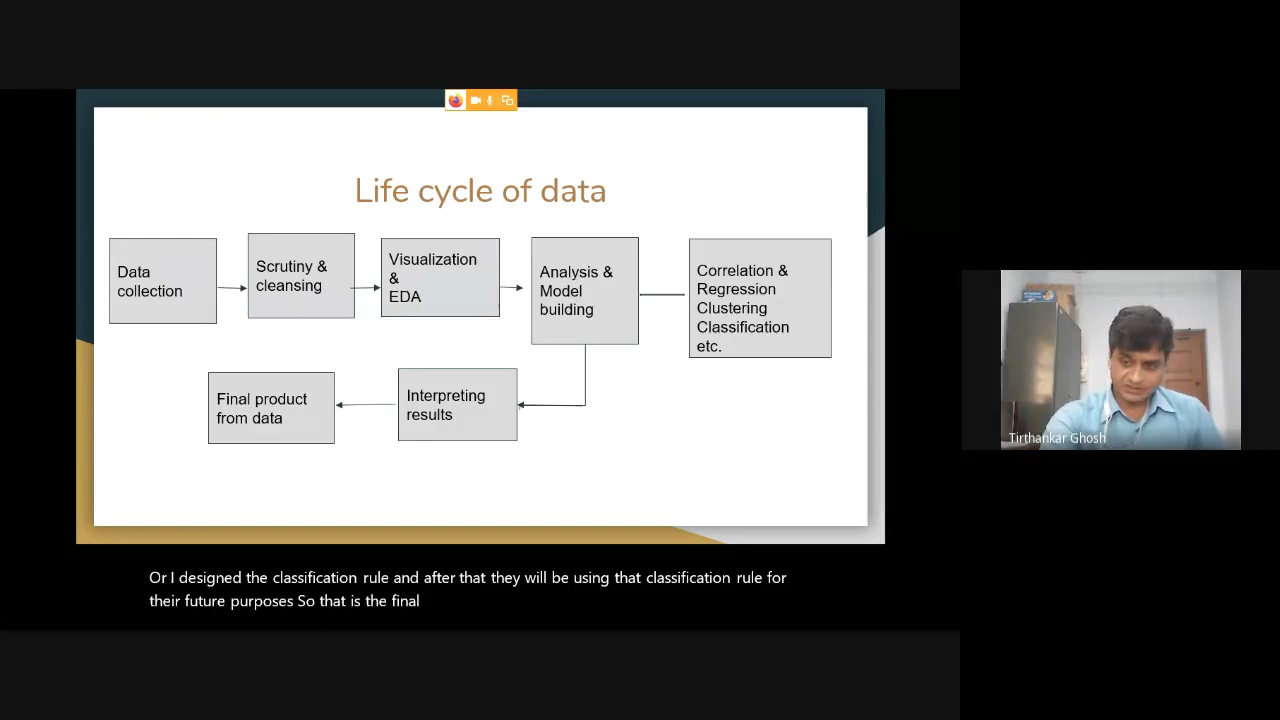 Life cycle of data
Data
collection
Scrutiny &
cleansing
Visualization
&
EDA
Analysis &
Model
building
Correlation &
Regression
Clustering
Classification
etc.
Final product
from data
Interpreting
results
Tirthankar Ghosh
Or I designed the classification rule and after that they will be using that classification rule for
their future purposes So that is the final